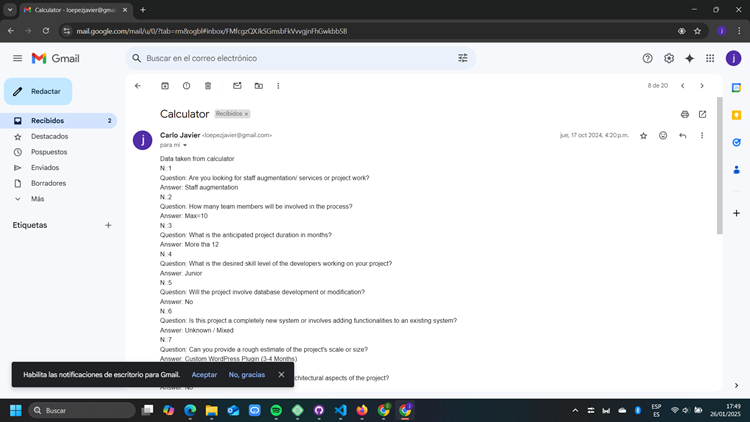 Calculator - loepezjavier@gmai
mail.google.com/mail/u/0/?tab=rm&ogbl#inbox/FMfcgzQXJkSGmsbFkVvvgjnFhGwkbbS8
j
Gmail
Buscar en el correo electrónico
j
Redactar
8 de 20
Recibidos 2
Calculator Recibidos x
Destacados
j
Carlo Javier <loepezjavier@gmail.com>
jue, 17 oct 2024, 4:20 p.m.
para mí
Pospuestos
Enviados
Borradores
Más
Etiquetas
Data taken from calculator
N.:1
Question: Are you looking for staff augmentation/ services or project work?
Answer: Staff augmentation
N.:2
Question: How many team members will be involved in the process?
Answer: Max=10
N.:3
Question: What is the anticipated project duration in months?
Answer: More tha 12
N.:4
Question: What is the desired skill level of the developers working on your project?
Answer: Junior
N.:5
Question: Will the project involve database development or modification?
Answer: No
N.:6
Question: Is this project a completely new system or involves adding functionalities to an existing system?
Answer: Unknown / Mixed
N.:7
Question: Can you provide a rough estimate of the project's scale or size?
Answer: Custom WordPress Plugin (3-4 Months)
architectural aspects of the project?
Answer: No
Habilita las notificaciones de escritorio para Gmail. Aceptar No, gracias
Buscar
ESP
ES
17:49
26/01/2025